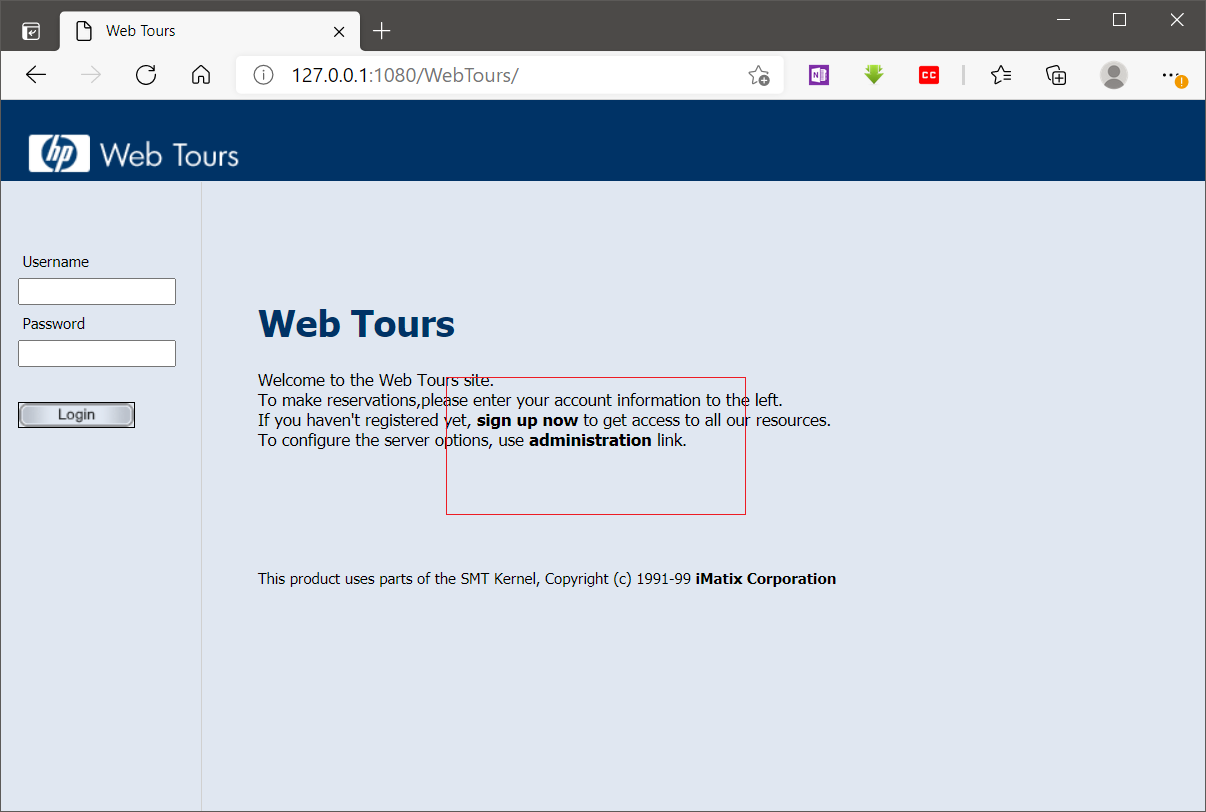 Web Tours
127.0.0.1:1080/WebTours/
N
CC
!
hp Web Tours
Username
Password
Login
Web Tours
Welcome to the Web Tours site.
To make reservations,please enter your account information to the left.
If you haven't registered yet, sign up now to get access to all our resources.
To configure the server options, use administration link.
This product uses parts of the SMT Kernel, Copyright (c) 1991-99 iMatix Corporation